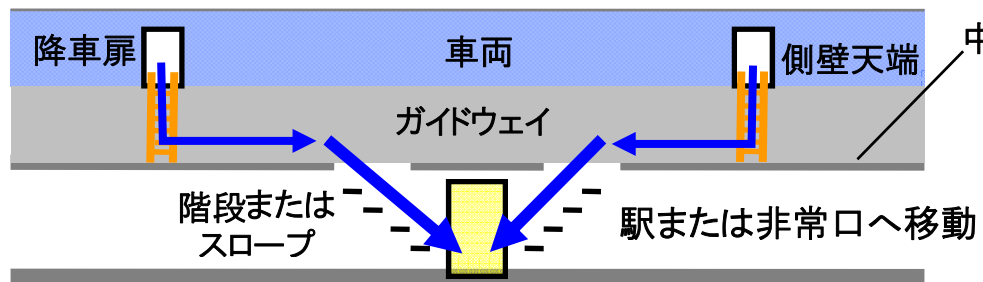 降車扉
車両
側壁天端
中
ガイドウェイ
階段または
スロープ
駅または非常口へ移動